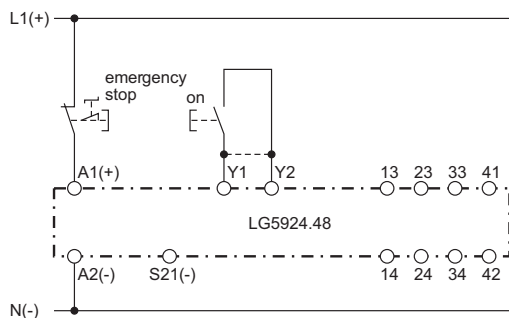 L1(+)
emergency
stop
on
A1(+) Y1 Y2 13 23 33 41
LG5924.48
A2(-) S21(-) 14 24 34 42
N(-)